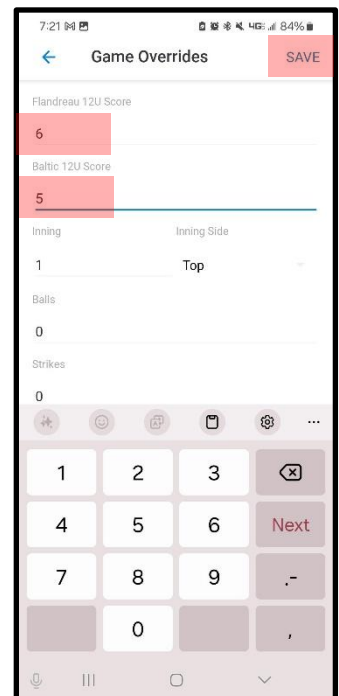 7:21 4G 84%
Game Overrides SAVE
Flandreau 12U Score
6
Baltic 12U Score
5
Inning Inning Side
1 Top
Balls
0
Strikes
0
1 2 3
4 5 6 Next
7 8 9 .-
0 ,